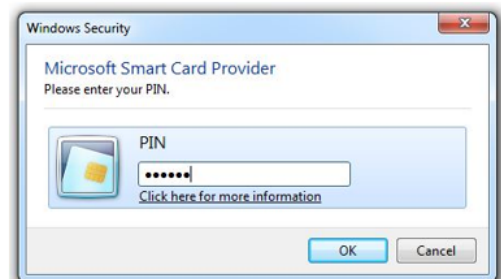 Windows Security
Microsoft Smart Card Provider
Please enter your PIN.
PIN
••••••
Click here for more information
OK Cancel